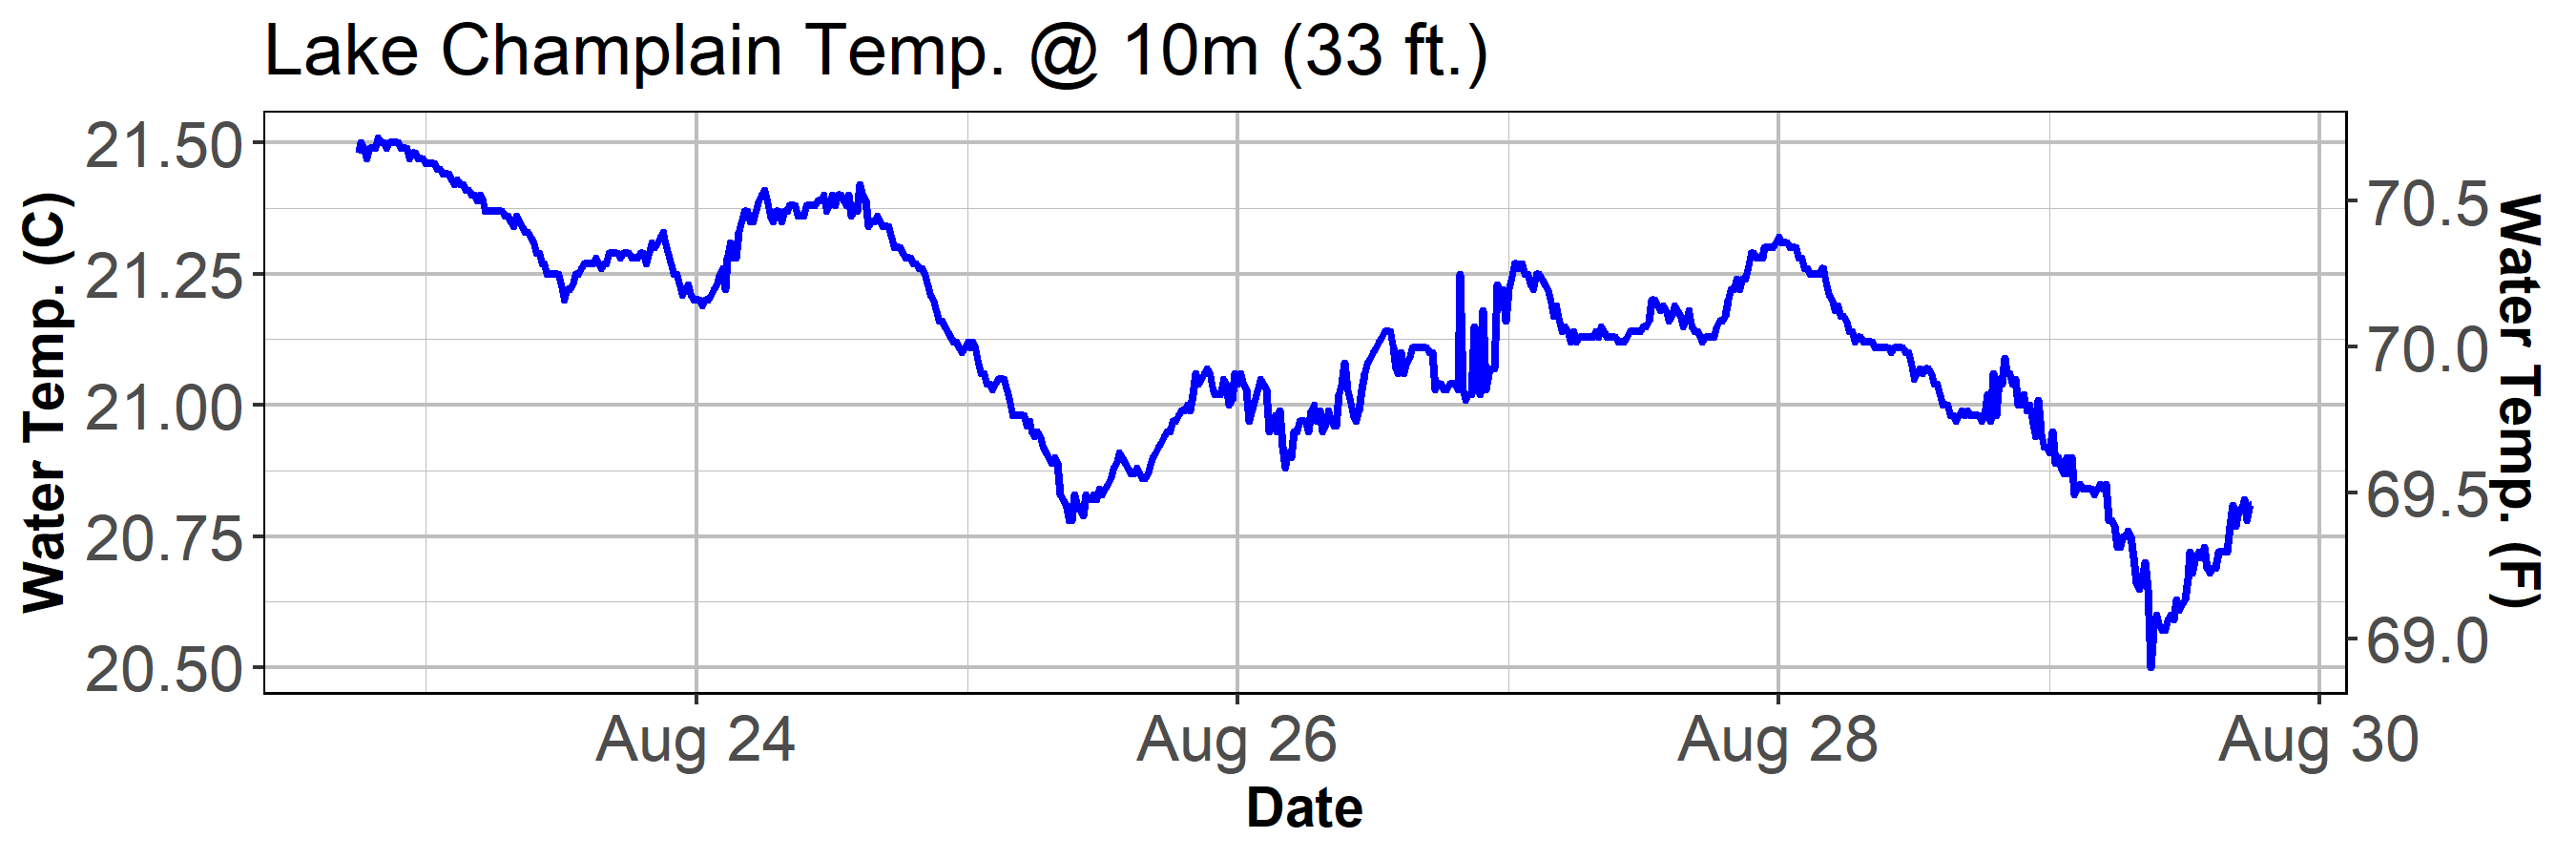 Lake Champlain Temp. @ 10m (33 ft.)
Water Temp. (C)
21.50
21.25
21.00
20.75
20.50
70.5
70.0
69.5
69.0
Water Temp. (F)
Aug 24
Aug 26
Aug 28
Aug 30
Date